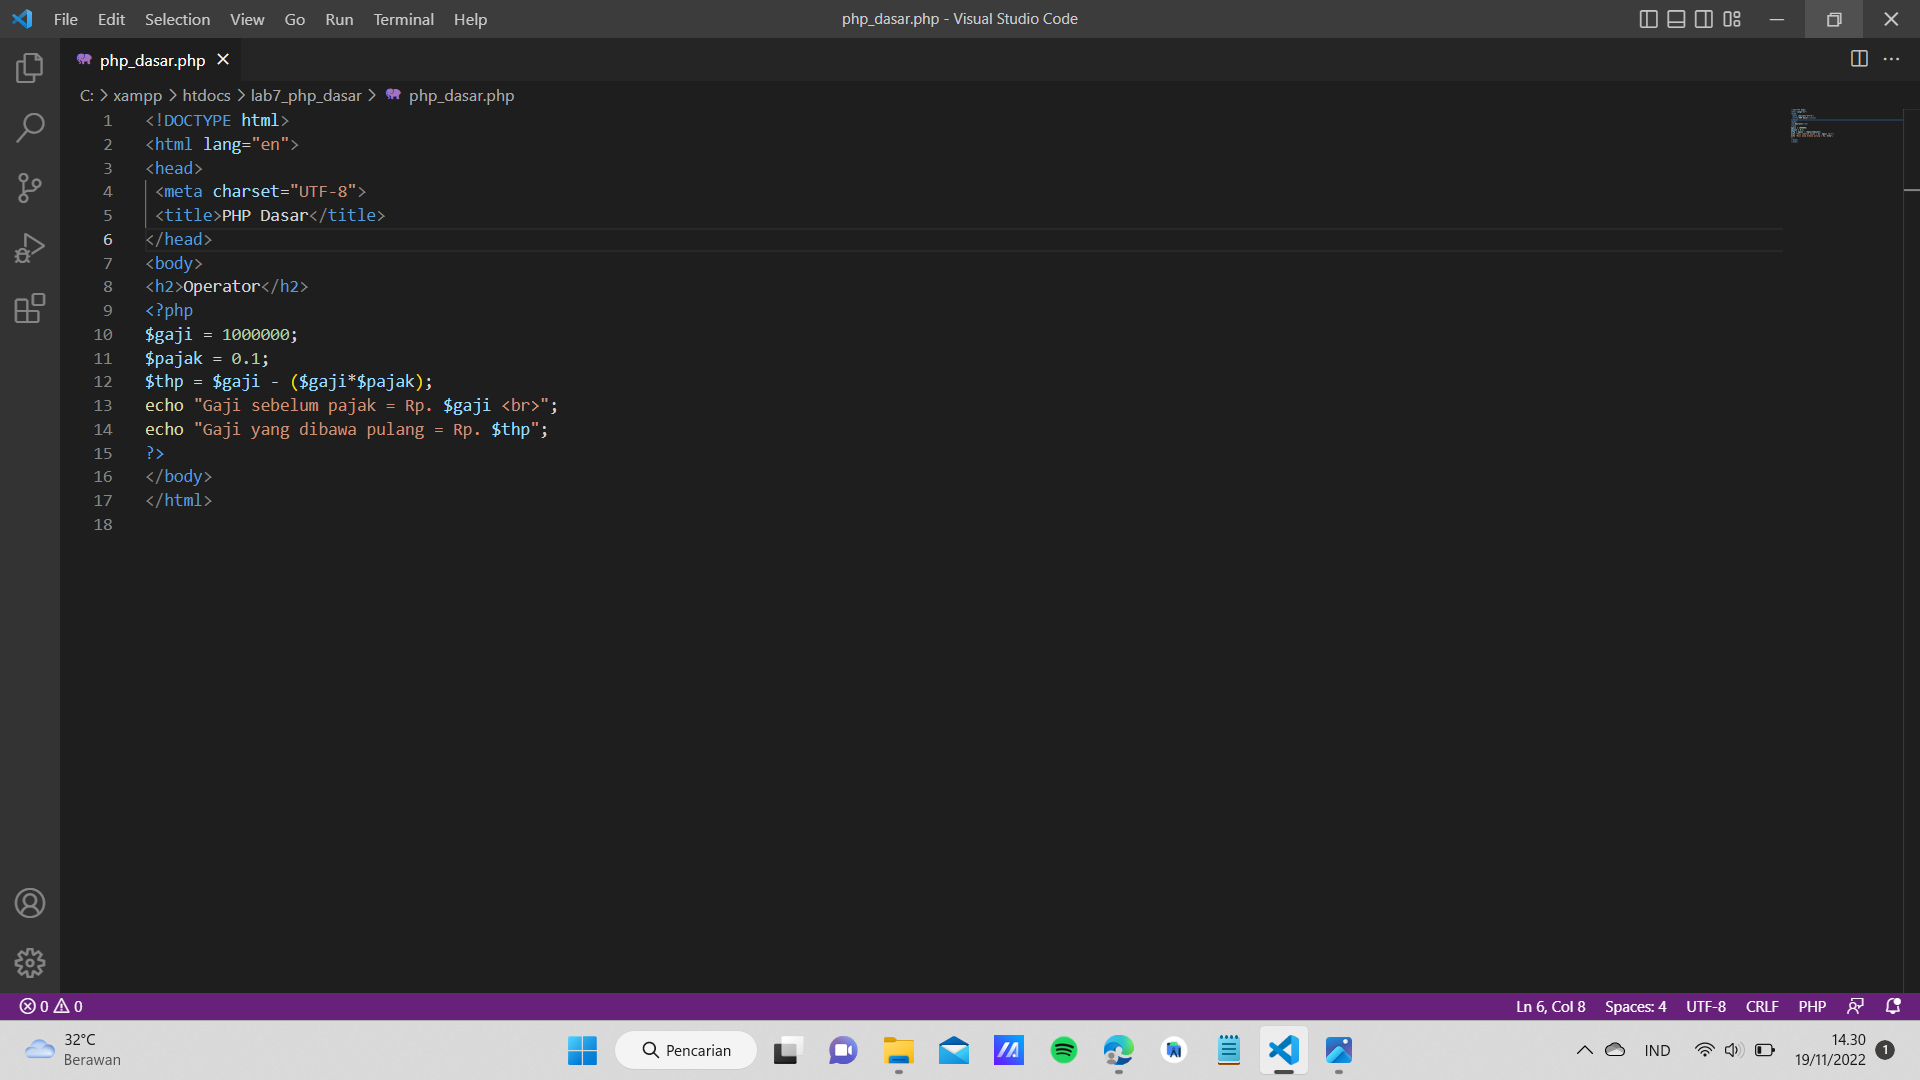 File Edit Selection View Go Run Terminal Help
php_dasar.php - Visual Studio Code
php_dasar.php
C: > xampp > htdocs > lab7_php_dasar > php_dasar.php
1 <!DOCTYPE html>
2 <html lang="en">
3 <head>
4 <meta charset="UTF-8">
5 <title>PHP Dasar</title>
6 </head>
7 <body>
8 <h2>Operator</h2>
9 <?php
10 $gaji = 1000000;
11 $pajak = 0.1;
12 $thp = $gaji - ($gaji*$pajak);
13 echo "Gaji sebelum pajak = Rp. $gaji <br>";
14 echo "Gaji yang dibawa pulang = Rp. $thp";
15 ?>
16 </body>
17 </html>
18
0 0
Ln 6, Col 8 Spaces: 4 UTF-8 CRLF PHP
32°C
Berawan
Pencarian
IND
14.30
19/11/2022
1